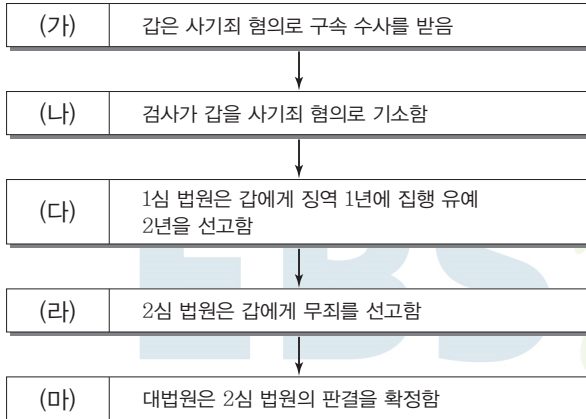 (가) 갑은 사기죄 혐의로 구속 수사를 받음
(나) 검사가 갑을 사기죄 혐의로 기소함
(다) 1심 법원은 갑에게 징역 1년에 집행 유예
2년을 선고함
(라) 2심 법원은 갑에게 무죄를 선고함
(마) 대법원은 2심 법원의 판결을 확정함
EBS